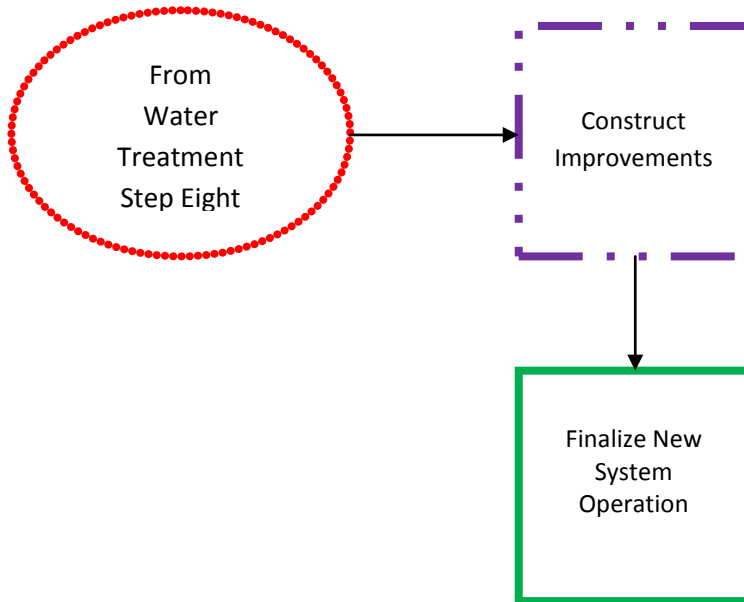 From
Water
Treatment
Step Eight
Construct
Improvements
Finalize New
System
Operation